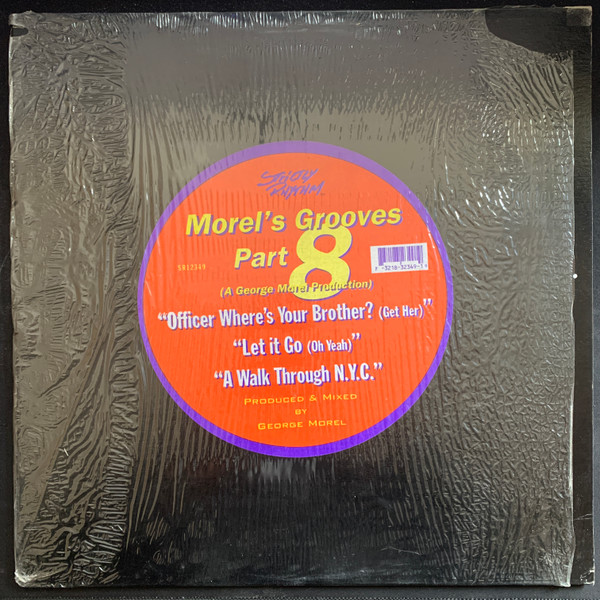 Strictly Rhythm
Morel's Grooves
Part 8
SR12349
(A George Morel Production)
"Officer Where's Your Brother? (Get Her)"
"Let it Go (Oh Yeah)"
"A Walk Through N.Y.C."
Produced & Mixed
by
George Morel